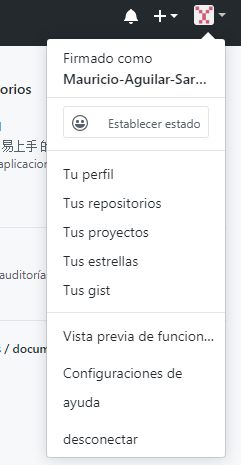 Firmado como
Mauricio-Aguilar-Sar...
orios
Establecer estado
易上手的
aplicacion
Tu perfil
Tus repositorios
Tus proyectos
Tus estrellas
auditoría
Tus gist
Vista previa de funcion...
s / docum
Configuraciones de
ayuda
desconectar